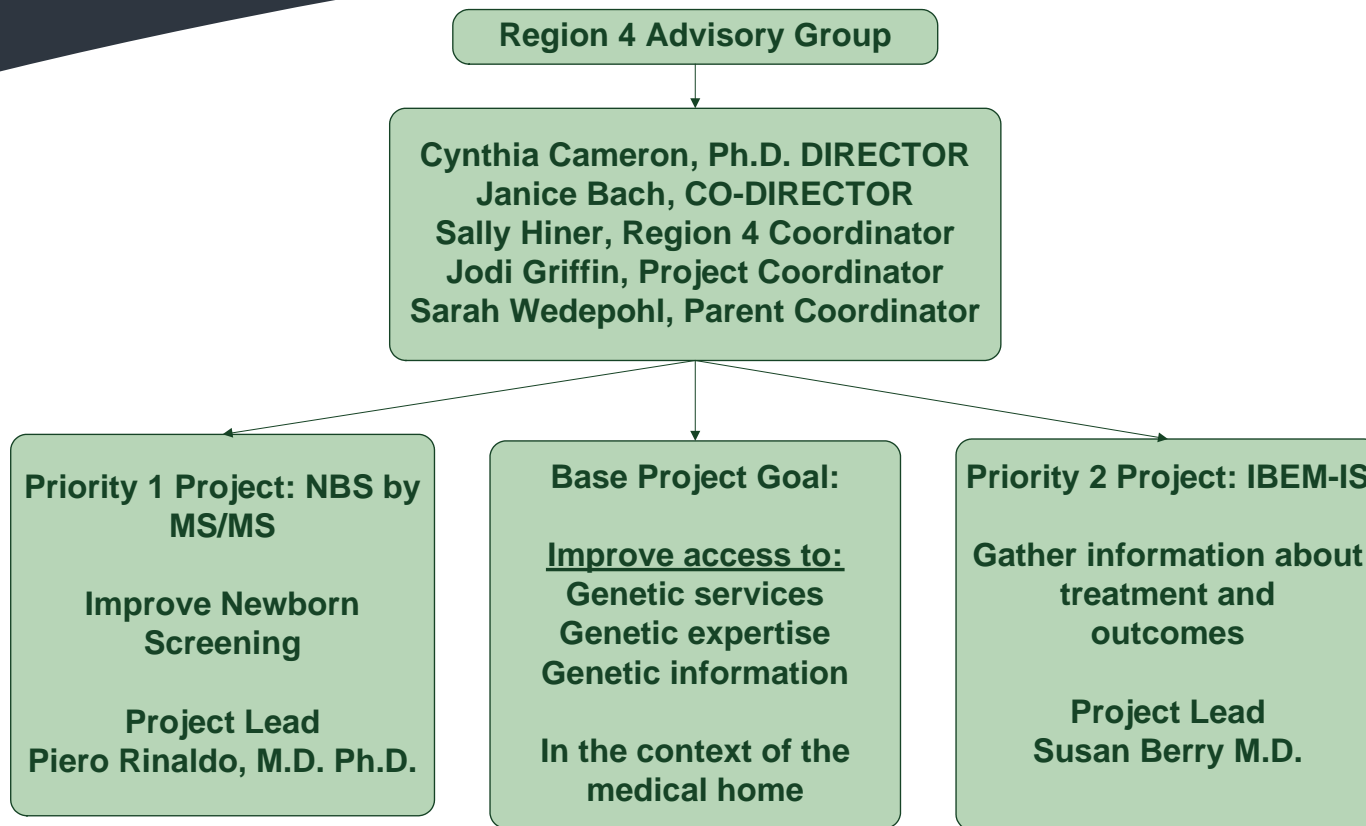 Region 4 Advisory Group
Cynthia Cameron, Ph.D. DIRECTOR
Janice Bach, CO-DIRECTOR
Sally Hiner, Region 4 Coordinator
Jodi Griffin, Project Coordinator
Sarah Wedepohl, Parent Coordinator
Priority 1 Project: NBS by
MS/MS
Improve Newborn
Screening
Project Lead
Piero Rinaldo, M.D. Ph.D.
Base Project Goal:
Improve access to:
Genetic services
Genetic expertise
Genetic information
In the context of the
medical home
Priority 2 Project: IBEM-IS
Gather information about
treatment and
outcomes
Project Lead
Susan Berry M.D.